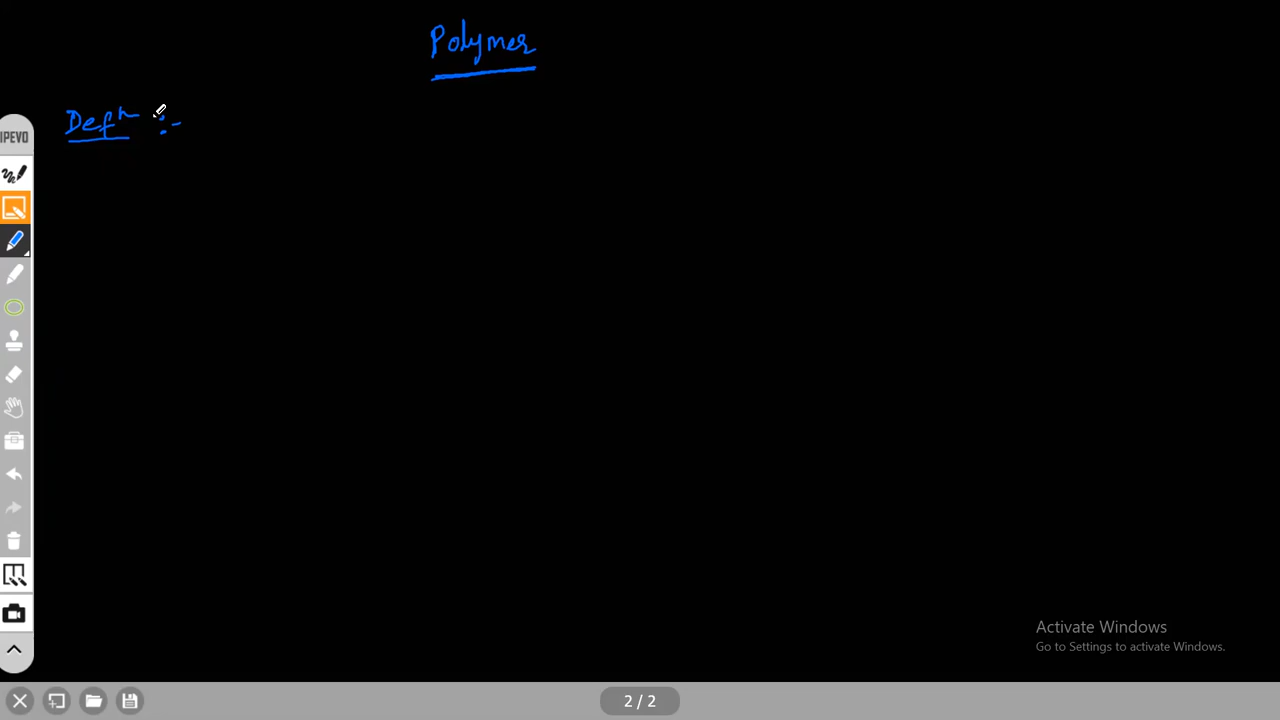 Polymer
Defn :-
IPEVO
Activate Windows
Go to Settings to activate Windows.
2 / 2